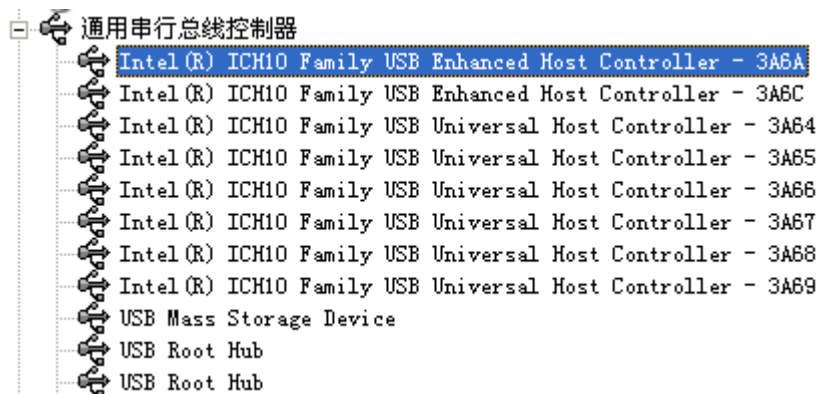 通用串行总线控制器
Intel(R) ICH10 Family USB Enhanced Host Controller - 3A6A
Intel(R) ICH10 Family USB Enhanced Host Controller - 3A6C
Intel(R) ICH10 Family USB Universal Host Controller - 3A64
Intel(R) ICH10 Family USB Universal Host Controller - 3A65
Intel(R) ICH10 Family USB Universal Host Controller - 3A66
Intel(R) ICH10 Family USB Universal Host Controller - 3A67
Intel(R) ICH10 Family USB Universal Host Controller - 3A68
Intel(R) ICH10 Family USB Universal Host Controller - 3A69
USB Mass Storage Device
USB Root Hub
USB Root Hub